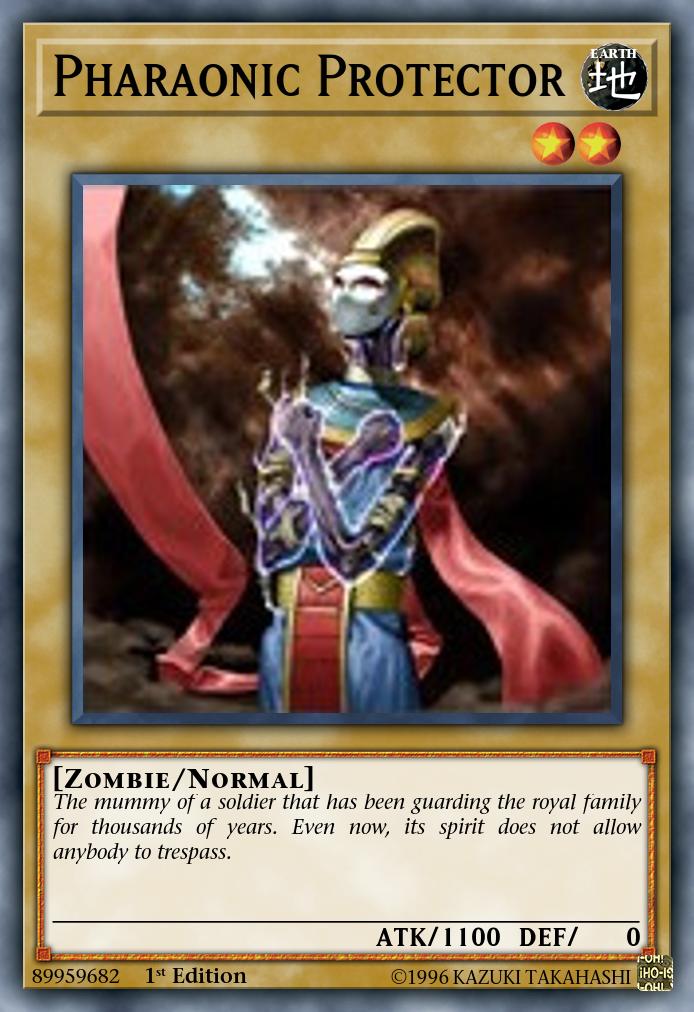 Pharaonic Protector
EARTH
地
[Zombie/Normal]
The mummy of a soldier that has been guarding the royal family
for thousands of years. Even now, its spirit does not allow
anybody to trespass.
ATK/1100 DEF/ 0
89959682 1st Edition ©1996 KAZUKI TAKAHASHI